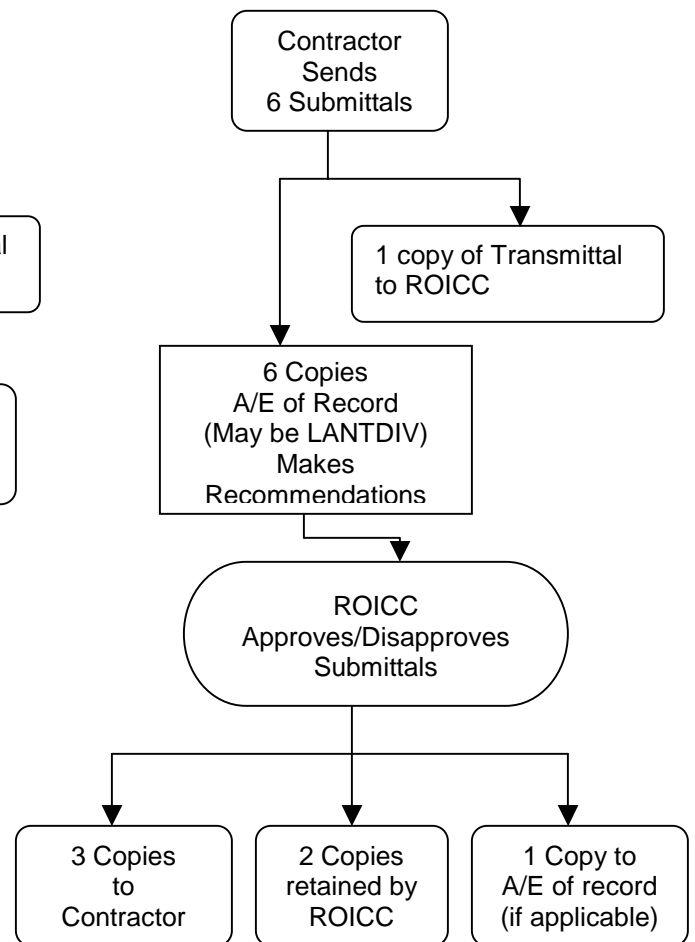 Contractor
Sends
6 Submittals
1 copy of Transmittal
to ROICC
6 Copies
A/E of Record
(May be LANTDIV)
Makes
Recommendations
ROICC
Approves/Disapproves
Submittals
3 Copies
to
Contractor
2 Copies
retained by
ROICC
1 Copy to
A/E of record
(if applicable)